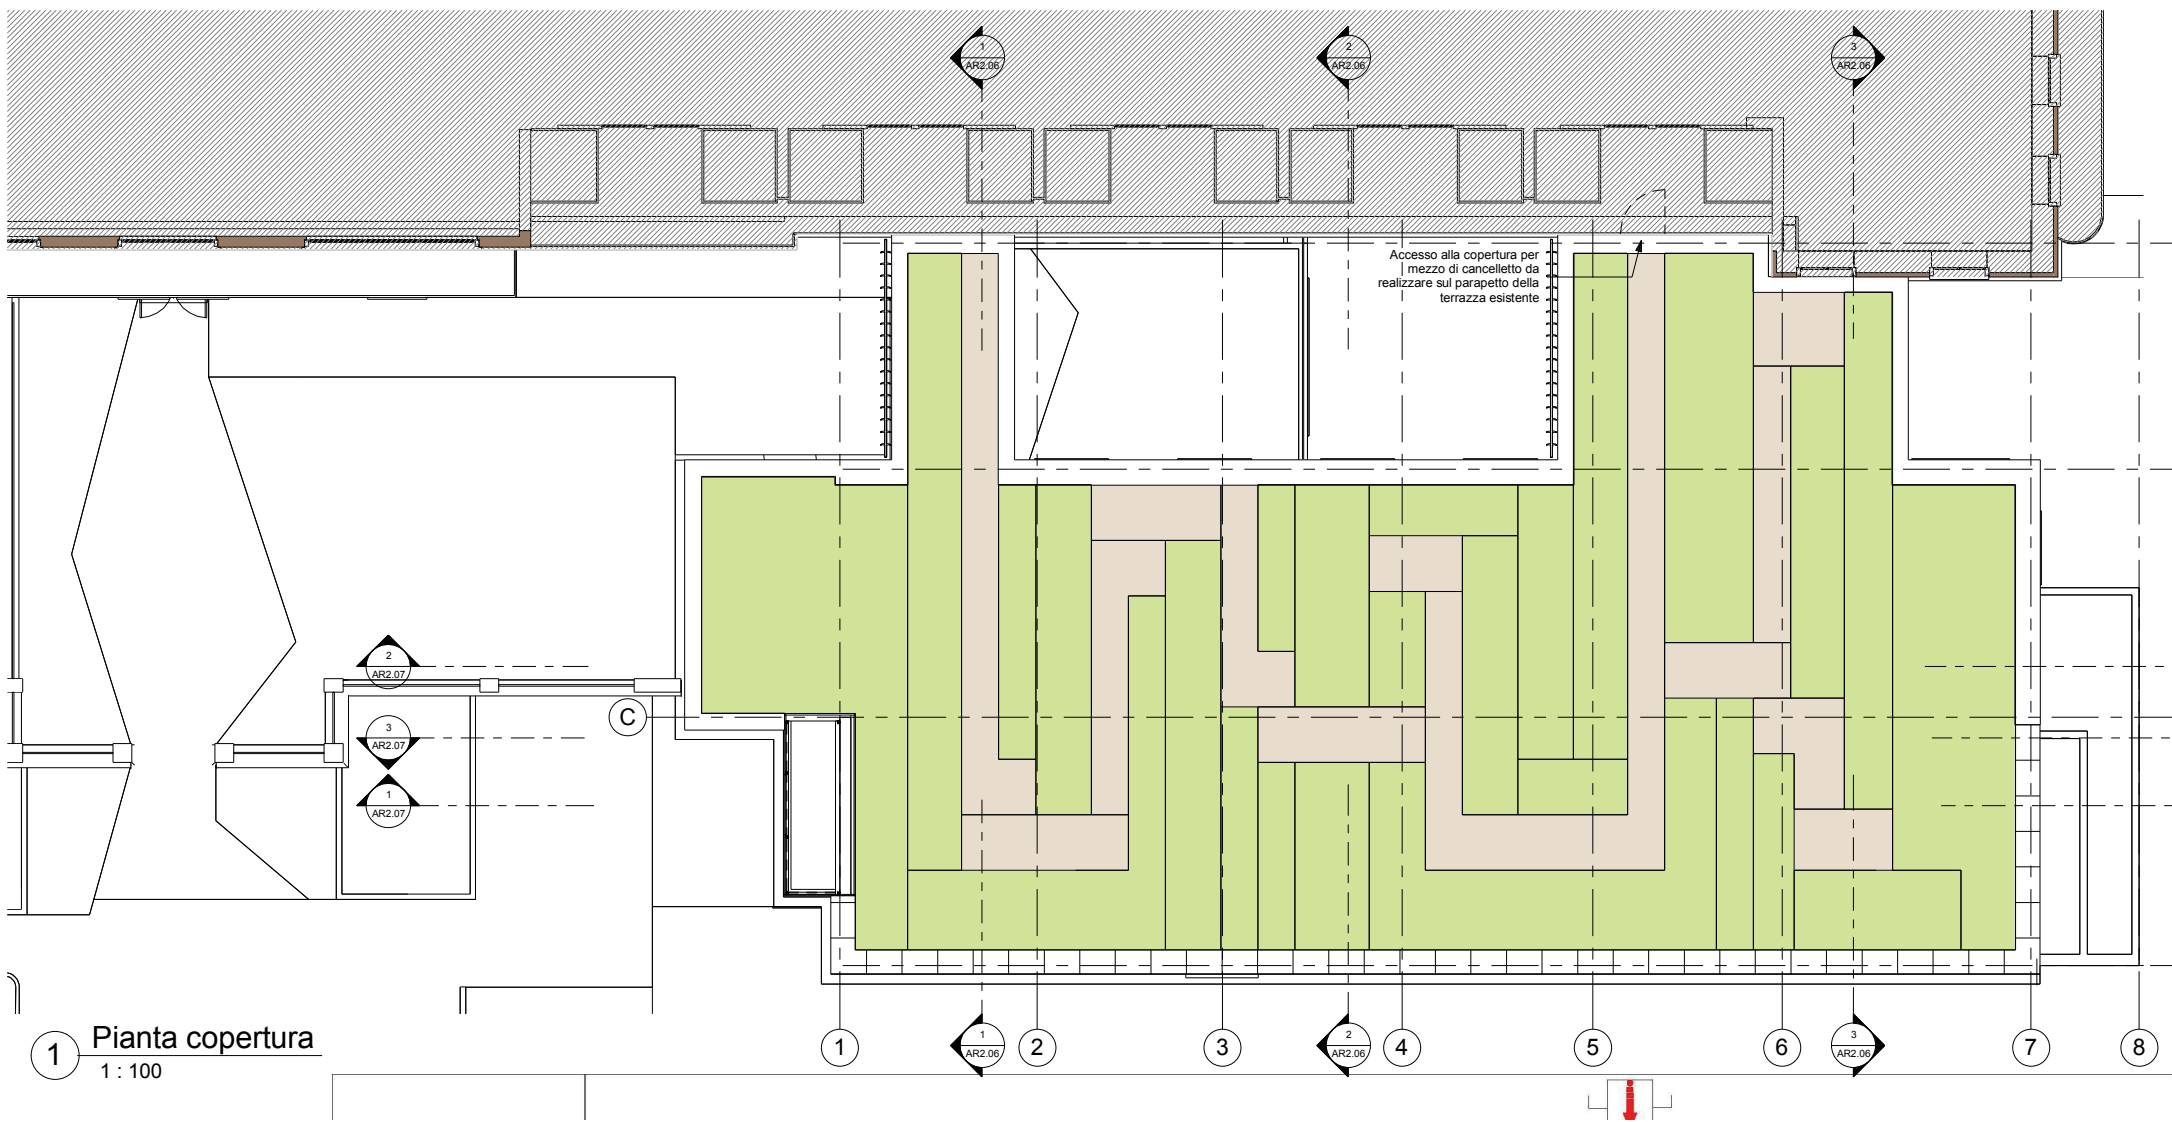 1
AR2.06
2
AR2.06
3
AR2.06
Accesso alla copertura per
mezzo di cancelletto da
realizzare sul parapetto della
terrazza esistente
2
AR2.07
C
3
AR2.07
1
AR2.07
1
Pianta copertura
1 : 100
1
1
AR2.06
2
3
2
AR2.06
4
5
6
3
AR2.06
7
8